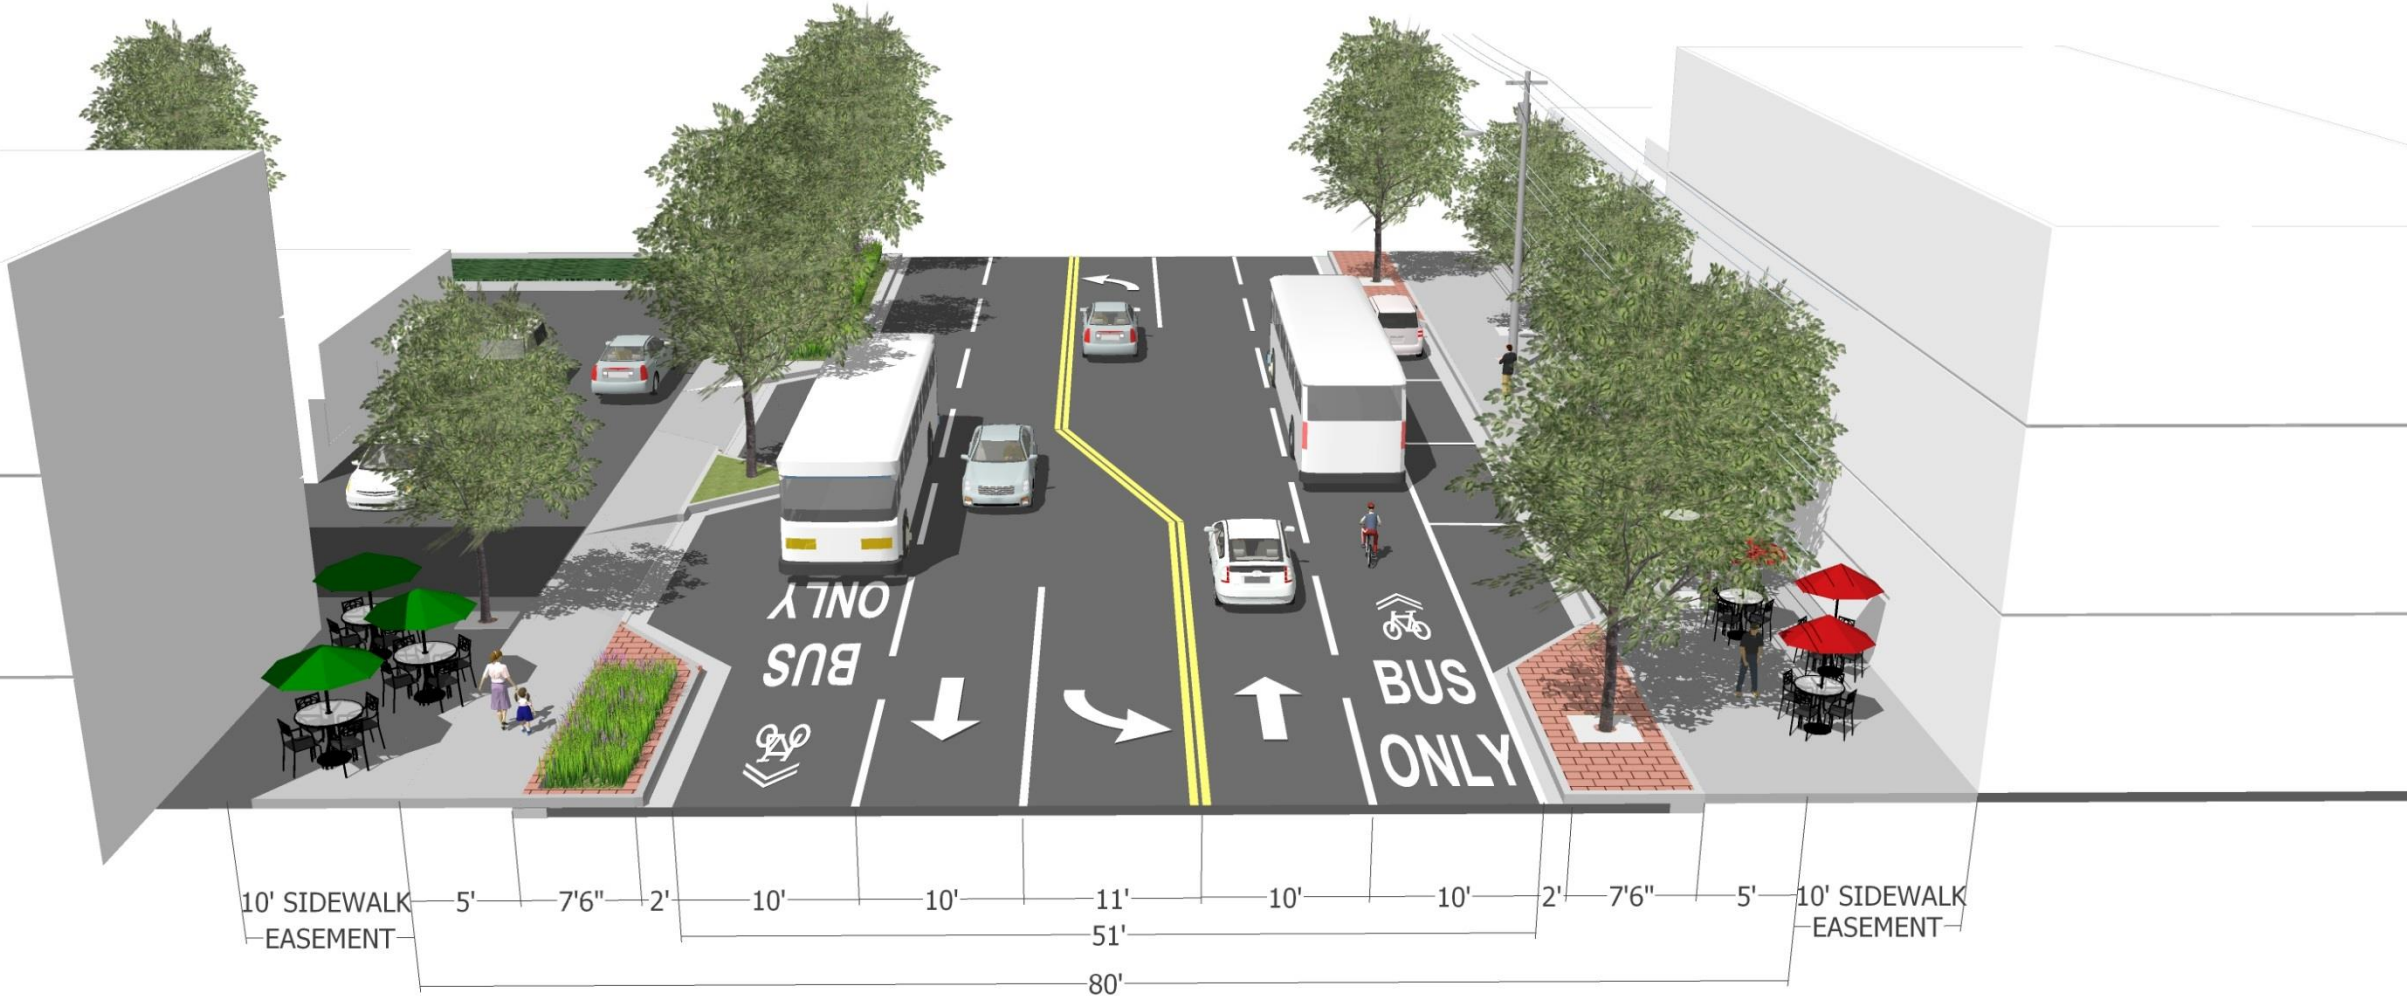 ONLY
BUS
BUS
ONLY
10' SIDEWALK
EASEMENT
5'
7'6"
2'
10'
10'
11'
10'
10'
2'
7'6"
5'
10' SIDEWALK
EASEMENT
51'
80'